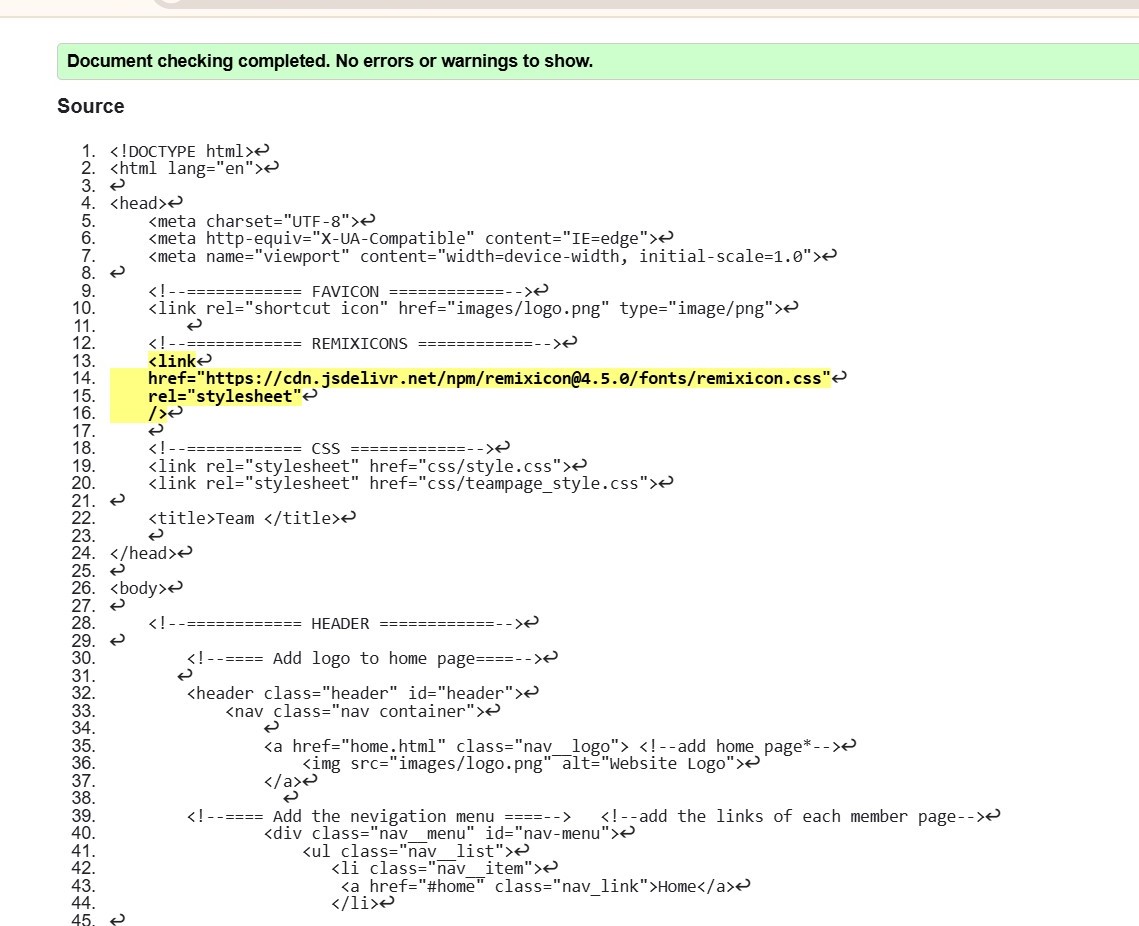 Document checking completed. No errors or warnings to show.
Source
1. <!DOCTYPE html>↩
2. <html lang="en">↩
3. ↩
4. <head>↩
5.     <meta charset="UTF-8">↩
6.     <meta http-equiv="X-UA-Compatible" content="IE=edge">↩
7.     <meta name="viewport" content="width=device-width, initial-scale=1.0">↩
8. ↩
9.     <!--============ FAVICON ============-->↩
10.     <link rel="shortcut icon" href="images/logo.png" type="image/png">↩
11.         ↩
12.     <!--============ REMIXICONS ============-->↩
13.     <link↩
14.     href="https://cdn.jsdelivr.net/npm/remixicon@4.5.0/fonts/remixicon.css"↩
15.     rel="stylesheet"↩
16.     />↩
17.     ↩
18.     <!--============ CSS ============-->↩
19.     <link rel="stylesheet" href="css/style.css">↩
20.     <link rel="stylesheet" href="css/teampage_style.css">↩
21. ↩
22.     <title>Team </title>↩
23.     ↩
24. </head>↩
25. ↩
26. <body>↩
27. ↩
28.     <!--============ HEADER ============-->↩
29. ↩
30.         <!--==== Add logo to home page====-->↩
31.        ↩
32.         <header class="header" id="header">↩
33.             <nav class="nav container">↩
34.                 ↩
35.                 <a href="home.html" class="nav__logo"> <!--add home page*-->↩
36.                     <img src="images/logo.png" alt="Website Logo">↩
37.                 </a>↩
38.                   ↩
39.         <!--==== Add the nevigation menu ====-->   <!--add the links of each member page-->↩
40.                 <div class="nav__menu" id="nav-menu">↩
41.                     <ul class="nav__list">↩
42.                        <li class="nav__item">↩
43.                         <a href="#home" class="nav_link">Home</a>↩
44.                        </li>↩
45. ↩